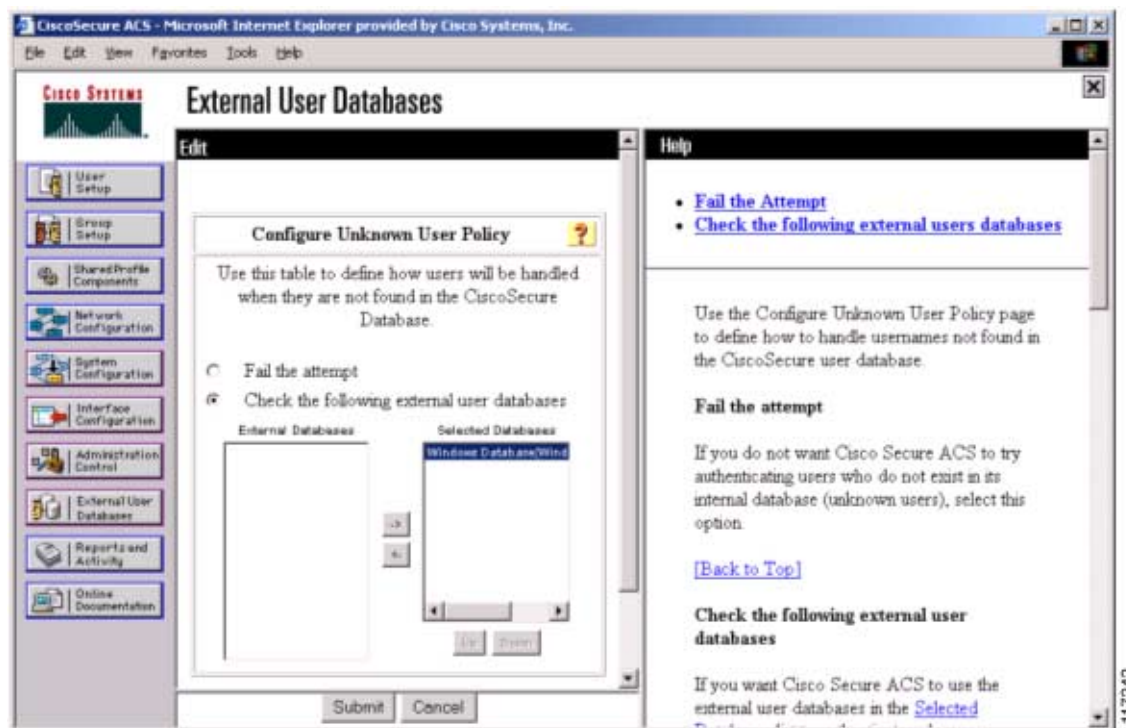 CiscoSecure ACS - Microsoft Internet Explorer provided by Cisco Systems, Inc.
File Edit View Favorites Tools Help
CISCO SYSTEMS
External User Databases
User
Setup
Group
Setup
Shared Profile
Components
Network
Configuration
System
Configuration
Interface
Configuration
Administration
Control
External User
Databases
Reports and
Activity
Online
Documentation
Edit
Configure Unknown User Policy
?
Use this table to define how users will be handled
when they are not found in the CiscoSecure
Database.
Fail the attempt
Check the following external user databases
External Databases
Selected Databases
Windows Database(Wind
->
<-
Up Down
Submit Cancel
Help
• Fail the Attempt
• Check the following external users databases
Use the Configure Unknown User Policy page
to define how to handle usernames not found in
the CiscoSecure user database.
Fail the attempt
If you do not want Cisco Secure ACS to try
authenticating users who do not exist in its
internal database (unknown users), select this
option.
[Back to Top]
Check the following external user
databases
If you want Cisco Secure ACS to use the
external user databases in the Selected